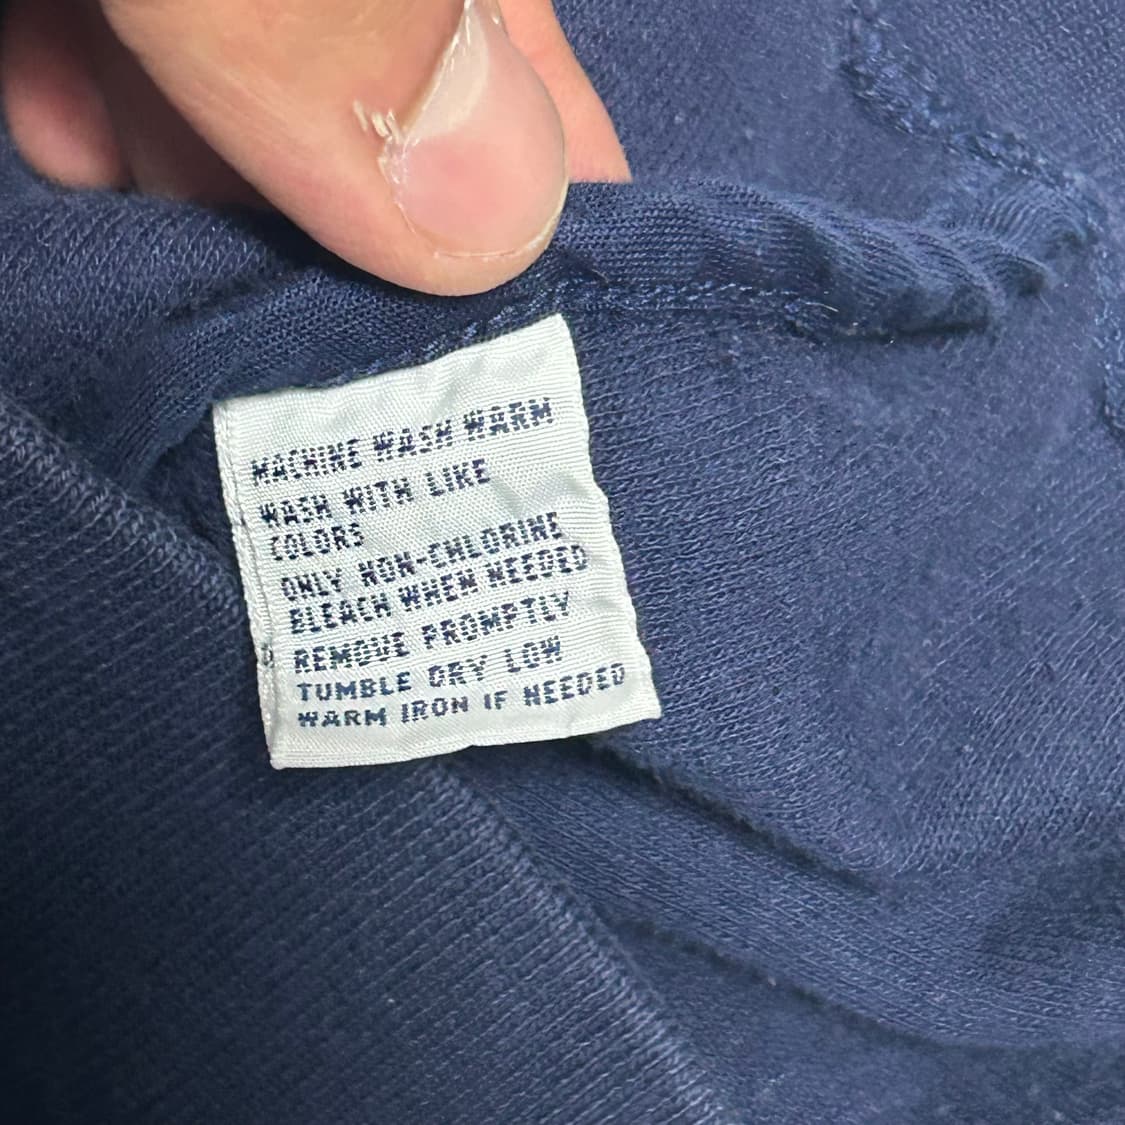 MACHINE WASH WARM
WASH WITH LIKE
COLORS
ONLY NON-CHLORINE
BLEACH WHEN NEEDED
REMOVE PROMPTLY
TUMBLE DRY LOW
WARM IRON IF NEEDED